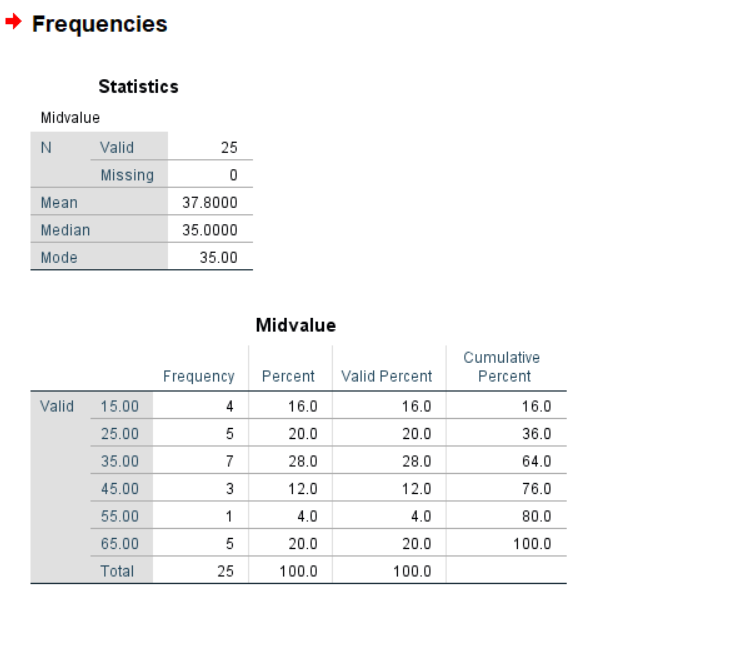 Frequencies
Statistics
Midvalue
N Valid 25
Missing 0
Mean 37.8000
Median 35.0000
Mode 35.00
Midvalue
Frequency Percent Valid Percent Cumulative Percent
Valid 15.00 4 16.0 16.0 16.0
25.00 5 20.0 20.0 36.0
35.00 7 28.0 28.0 64.0
45.00 3 12.0 12.0 76.0
55.00 1 4.0 4.0 80.0
65.00 5 20.0 20.0 100.0
Total 25 100.0 100.0